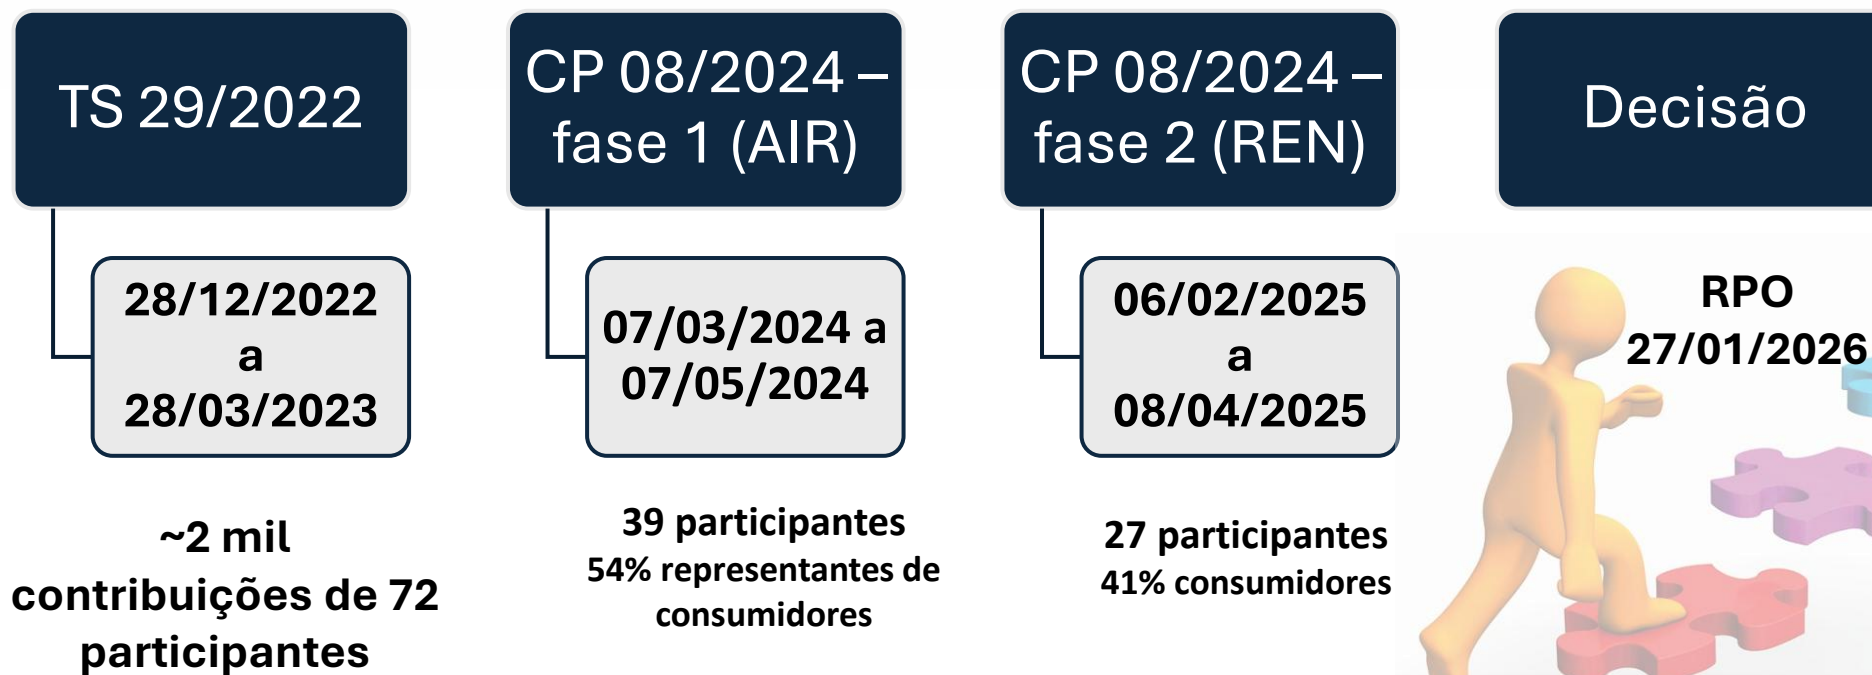 TS 29/2022
28/12/2022
a
28/03/2023
~2 mil
contribuições de 72
participantes
CP 08/2024 –
fase 1 (AIR)
07/03/2024 a
07/05/2024
39 participantes
54% representantes de
consumidores
CP 08/2024 –
fase 2 (REN)
06/02/2025
a
08/04/2025
27 participantes
41% consumidores
Decisão
RPO
27/01/2026